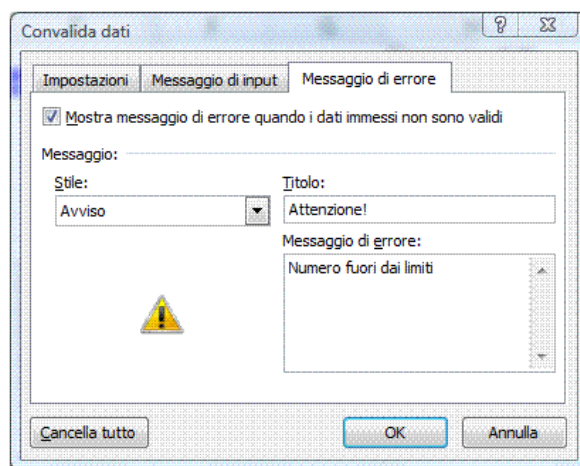 Convalida dati
Impostazioni
Messaggio di input
Messaggio di errore
Mostra messaggio di errore quando i dati immessi non sono validi
Messaggio:
Stile:
Titolo:
Avviso
Attenzione!
Messaggio di errore:
Numero fuori dai limiti
Cancella tutto
OK
Annulla